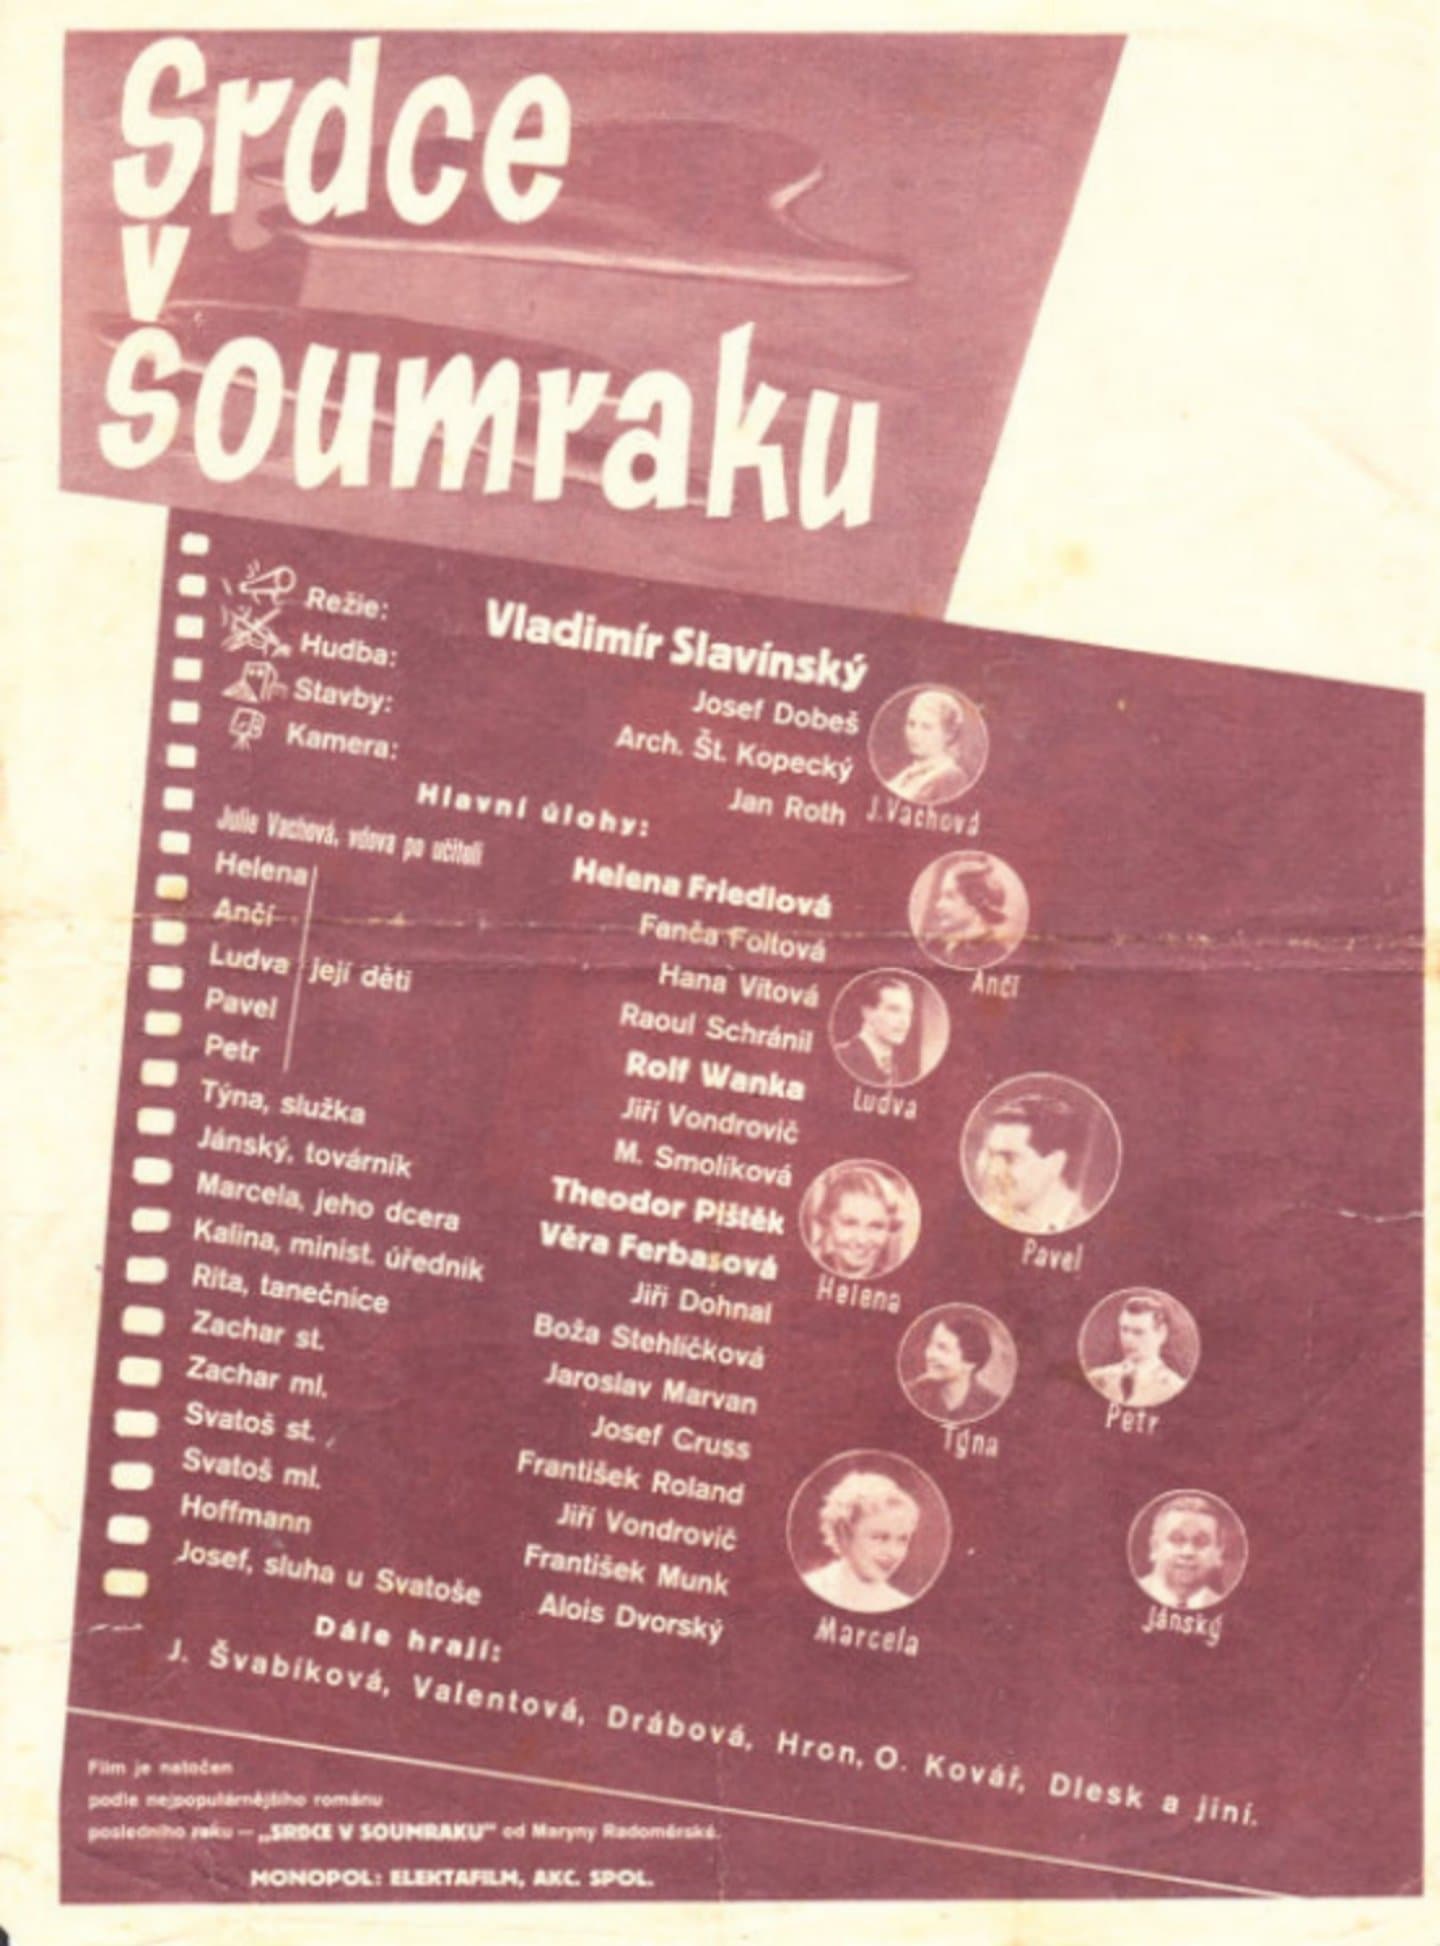 Srdce
v
soumraku
Režie: Vladimír Slavínský
Hudba: Josef Dobeš
Stavby: Arch. Št. Kopecký
Kamera: Jan Roth
Hlavní úlohy:
Julie Vachová, vdova po učiteli Helena Friedlová
Helena Fanča Foltová
Ančí Hana Vítová
Ludva její děti Raoul Schránil
Pavel Rolf Wanka
Petr Jiří Vondrovič
Týna, služka M. Smolíková
Jánský, továrník Theodor Pištěk
Marcela, jeho dcera Věra Ferbasová
Kalina, minist. úředník Jiří Dohnal
Rita, tanečnice Boža Stehlíčková
Zachar st. Jaroslav Marvan
Zachar ml. Josef Gruss
Svatoš st. František Roland
Svatoš ml. Jiří Vondrovič
Hoffmann František Munk
Josef, sluha u Svatoše Alois Dvorský
J. Vachová
Ančí
Ludva
Pavel
Helena
Týna
Petr
Marcela
Jánský
Dále hrají:
J. Švabíková, Valentová, Drábová, Hron, O. Kovář, Dlesk a jiní.
Film je natočen
podle nejpopulárnějšího románu
posledního roku — „SRDCE V SOUMRAKU" od Maryny Radoměrské.
MONOPOL: ELEKTAFILM, AKC. SPOL.